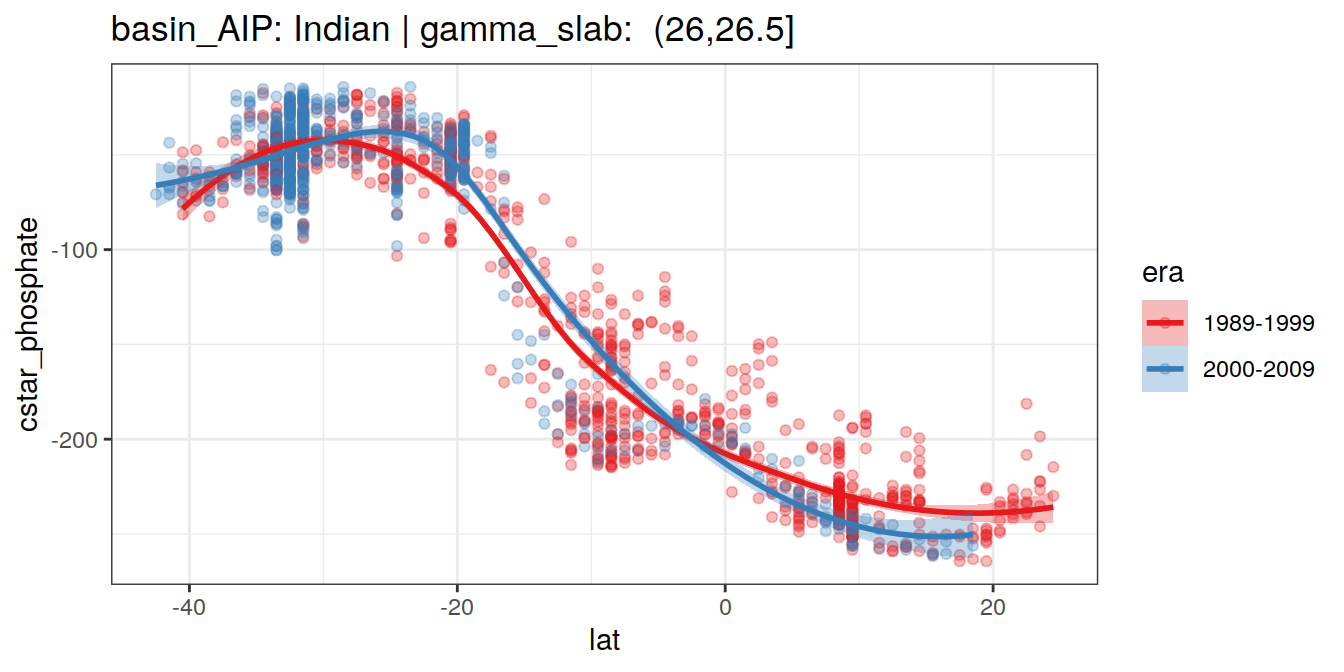 basin_AIP: Indian | gamma_slab:  (26,26.5]
cstar_phosphate
-100
-200
-40
-20
0
20
lat
era
1989-1999
2000-2009